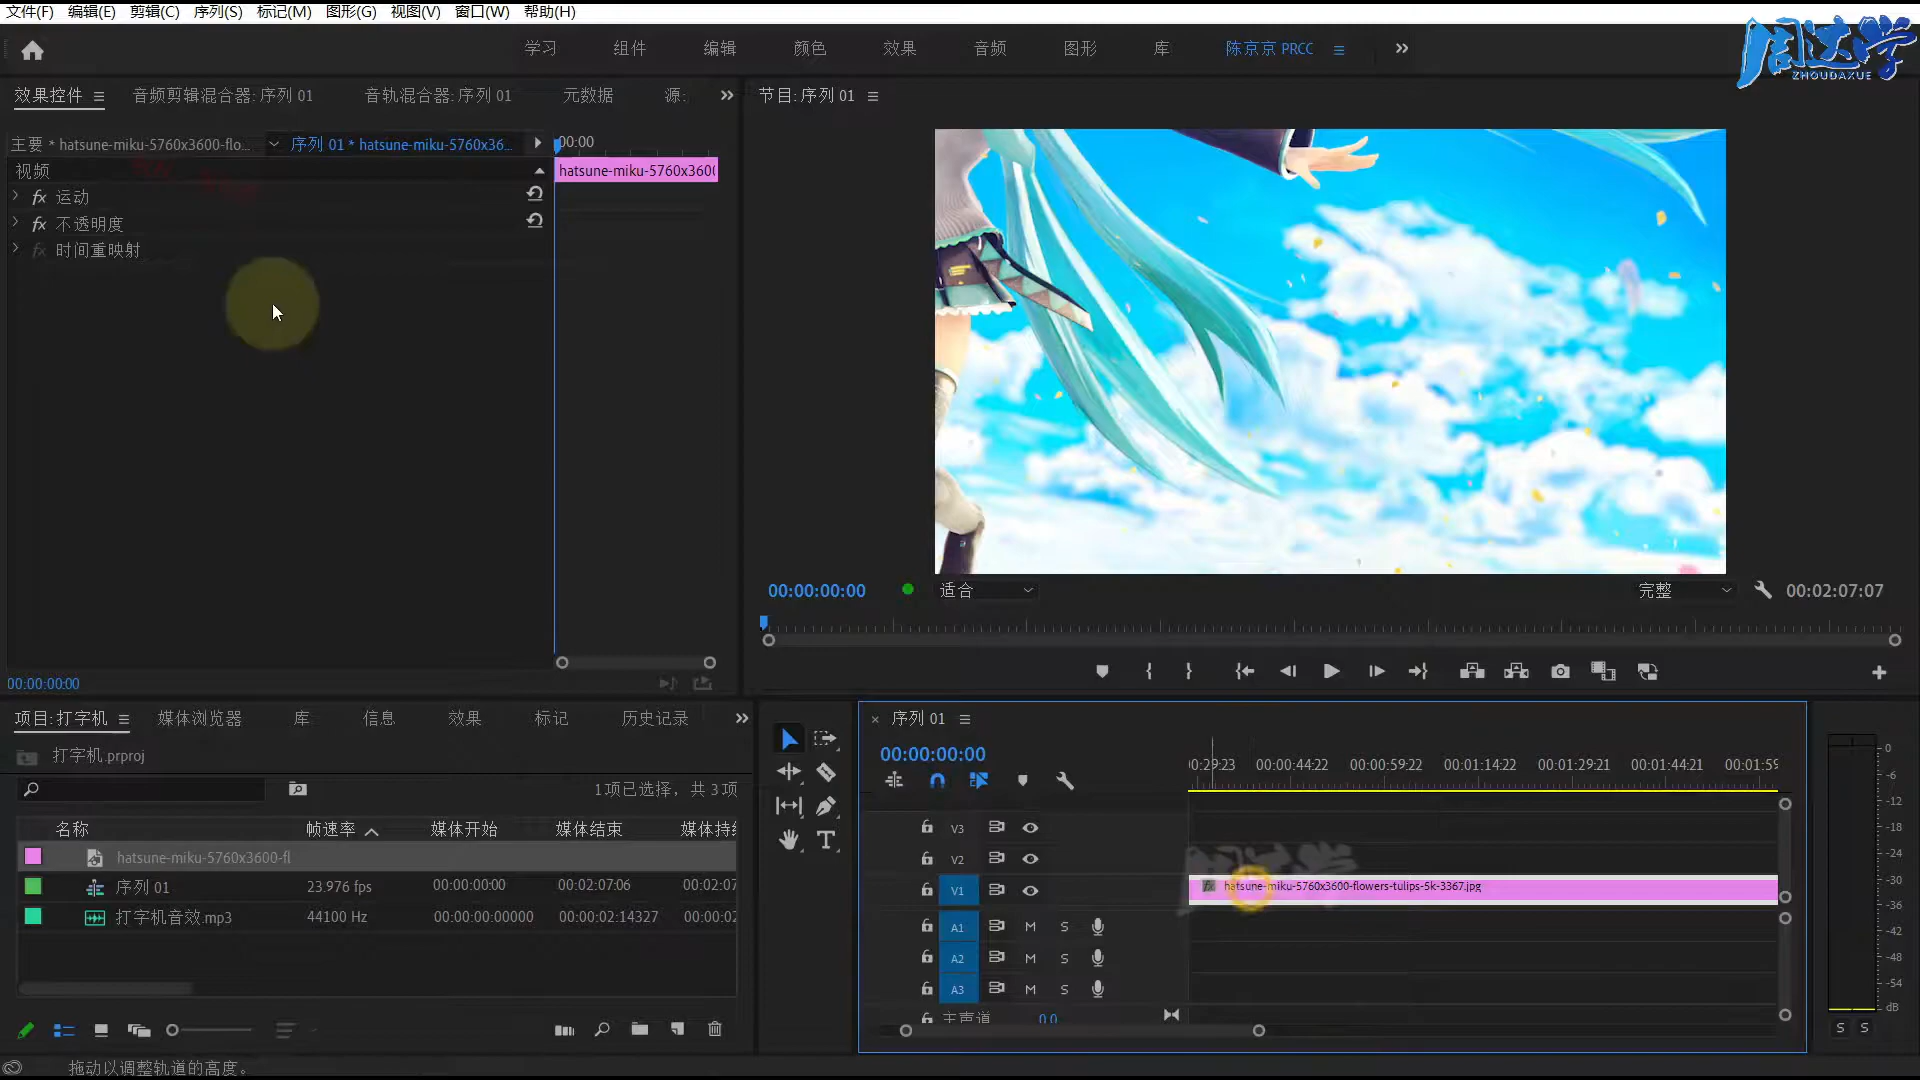 文件(F) 编辑(E) 剪辑(C) 序列(S) 标记(M) 图形(G) 视图(V) 窗口(W) 帮助(H)
学习 组件 编辑 颜色 效果 音频 图形 库 陈京京 PRCC
周达学
ZHOUDAXUE
效果控件 音频剪辑混合器: 序列 01 音轨混合器: 序列 01 元数据 源:
节目: 序列 01
主要 * hatsune-miku-5760x3600-flo... 序列 01 * hatsune-miku-5760x36...
00:00
视频
hatsune-miku-5760x3600
fx 运动
fx 不透明度
fx 时间重映射
00:00:00:00 适合 完整 00:02:07:07
00:00:00:00
项目: 打字机 媒体浏览器 库 信息 效果 标记 历史记录
打字机.prproj
1项已选择，共 3项
名称 帧速率 媒体开始 媒体结束 媒体持续
hatsune-miku-5760x3600-fl
序列 01 23.976 fps 00:00:00:00 00:02:07:06 00:02:07
打字机音效.mp3 44100 Hz 00:00:00:00000 00:00:02:14327 00:00:02
序列 01
00:00:00:00
:00:29:23 00:00:44:22 00:00:59:22 00:01:14:22 00:01:29:21 00:01:44:21 00:01:59
V3
V2
V1
fx hatsune-miku-5760x3600-flowers-tulips-5k-3367.jpg
A1 M S
A2 M S
A3 M S
主声道 0.0
0
-6
-12
-18
-24
-30
-36
-42
-48
-54
dB
S S
拖动以调整轨道的高度。